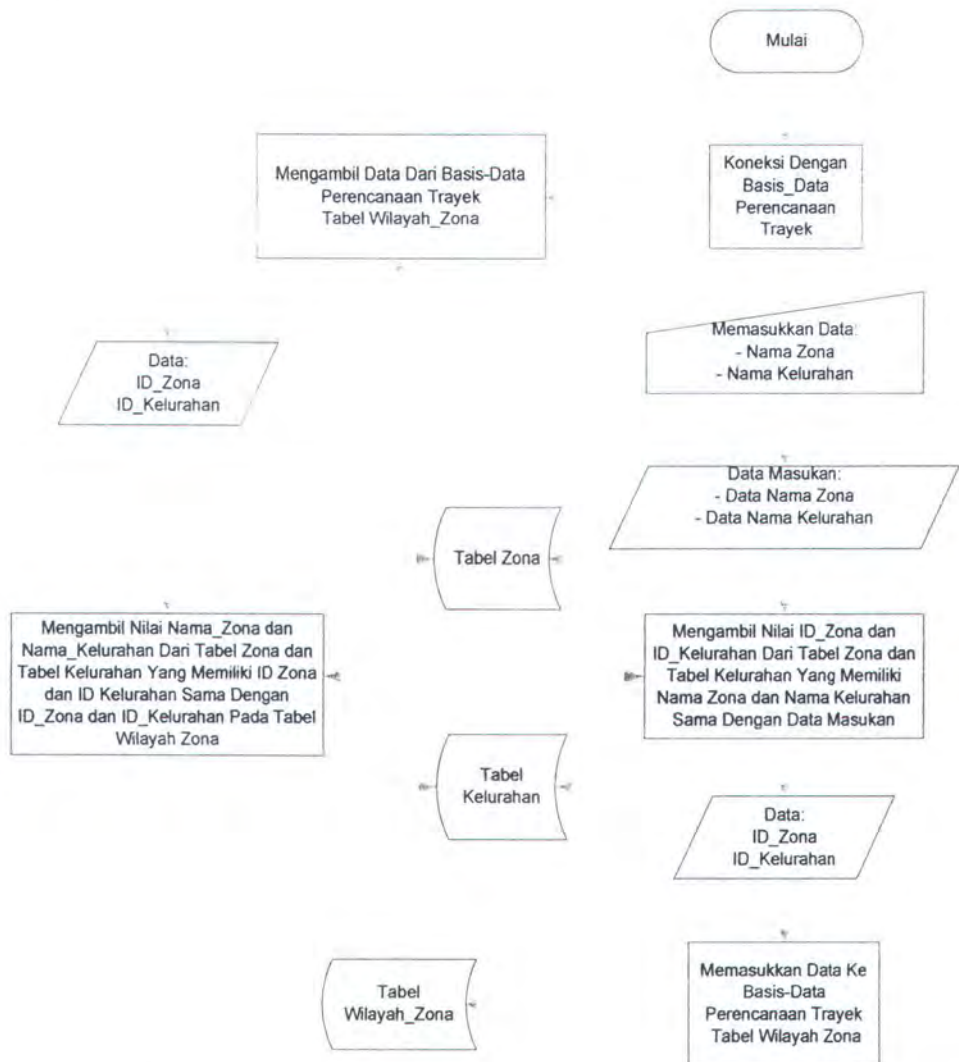 Mulai
Mengambil Data Dari Basis-Data
Perencanaan Trayek
Tabel Wilayah_Zona
Koneksi Dengan
Basis_Data
Perencanaan
Trayek
Memasukkan Data:
- Nama Zona
- Nama Kelurahan
Data:
ID_Zona
ID_Kelurahan
Data Masukan:
- Data Nama Zona
- Data Nama Kelurahan
Tabel Zona
Mengambil Nilai Nama_Zona dan
Nama_Kelurahan Dari Tabel Zona dan
Tabel Kelurahan Yang Memiliki ID Zona
dan ID Kelurahan Sama Dengan
ID_Zona dan ID_Kelurahan Pada Tabel
Wilayah Zona
Mengambil Nilai ID_Zona dan
ID_Kelurahan Dari Tabel Zona dan
Tabel Kelurahan Yang Memiliki
Nama Zona dan Nama Kelurahan
Sama Dengan Data Masukan
Tabel
Kelurahan
Data:
ID_Zona
ID_Kelurahan
Tabel
Wilayah_Zona
Memasukkan Data Ke
Basis-Data
Perencanaan Trayek
Tabel Wilayah Zona